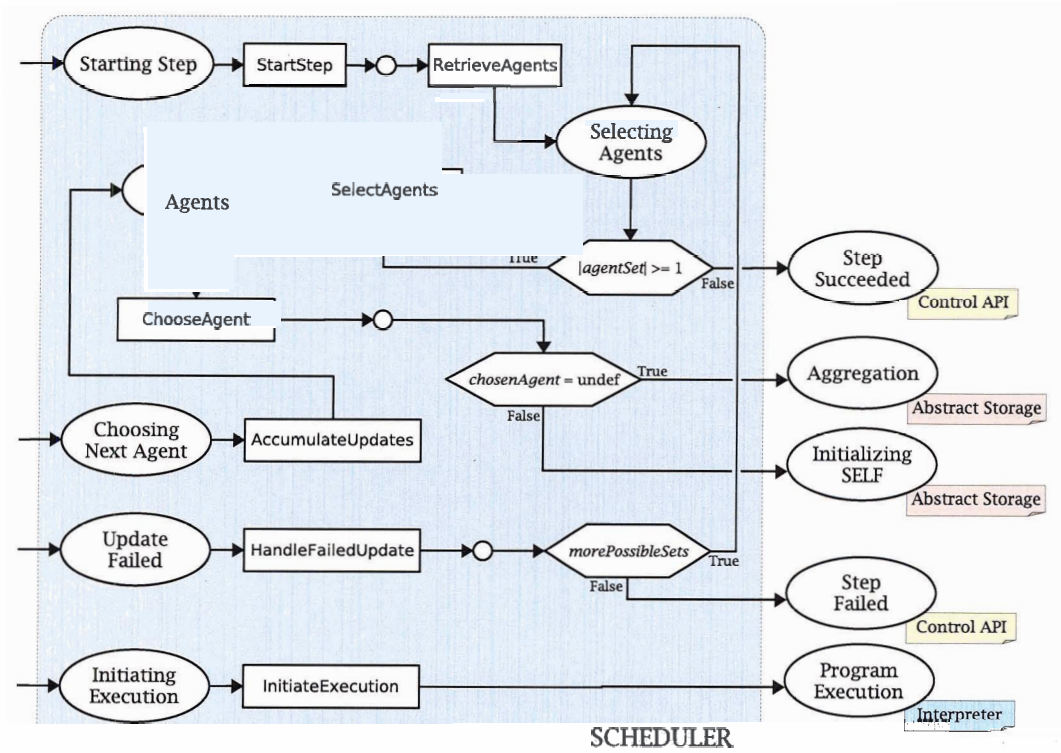 Starting Step
StartStep
RetrieveAgents
Selecting
Agents
Agents
SelectAgents
True
|agentSet| >= 1
False
Step
Succeeded
Control API
ChooseAgent
chosenAgent = undef
True
False
Aggregation
Abstract Storage
Choosing
Next Agent
AccumulateUpdates
Initializing
SELF
Abstract Storage
Update
Failed
HandleFailedUpdate
morePossibleSets
True
False
Step
Failed
Control API
Initiating
Execution
InitiateExecution
Program
Execution
Interpreter
SCHEDULER